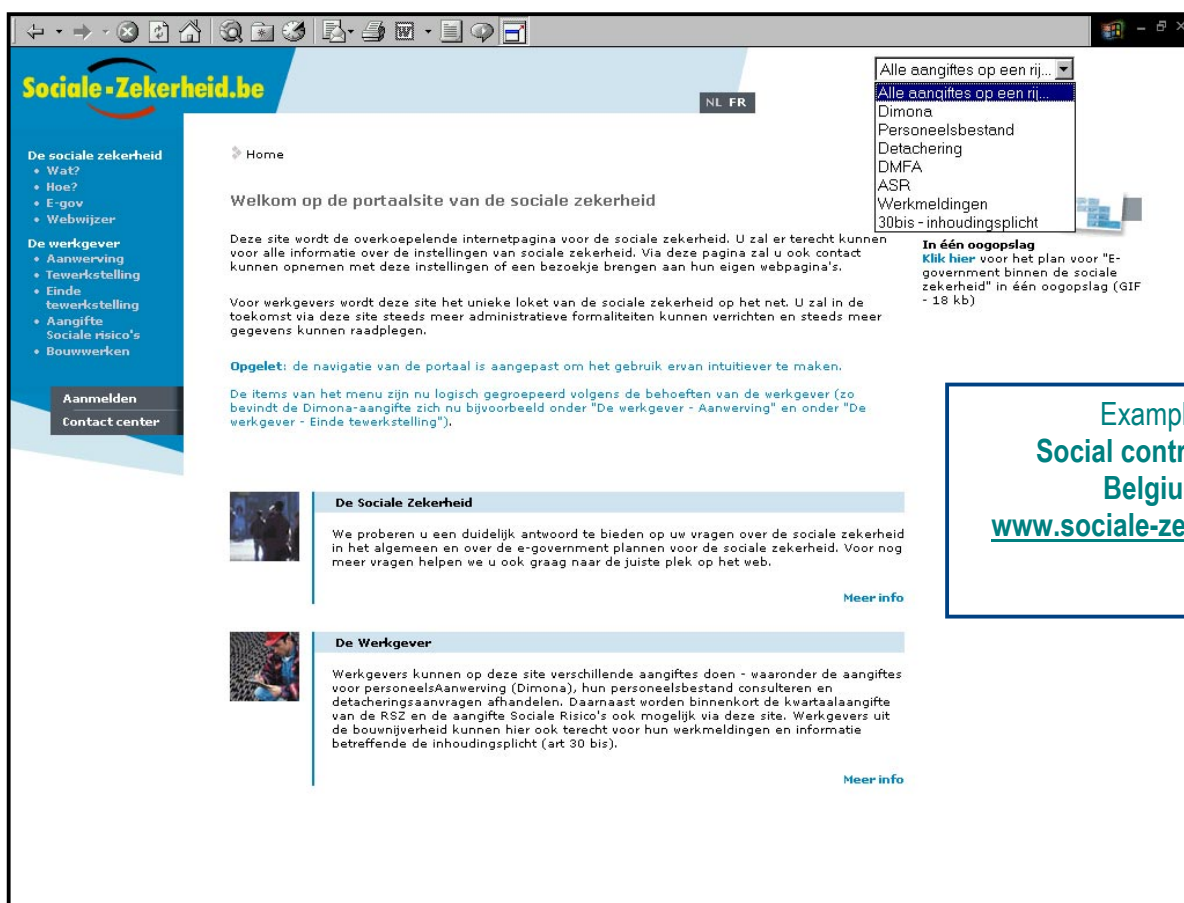 Sociale-Zekerheid.be
NL FR
Alle aangiftes op een rij...
Alle aangiftes op een rij...
Dimona
Personeelsbestand
Detachering
DMFA
ASR
Werkmeldingen
30bis - inhoudingsplicht
De sociale zekerheid
Wat?
Hoe?
E-gov
Webwijzer
De werkgever
Aanwerving
Tewerkstelling
Einde
tewerkstelling
Aangifte
Sociale risico's
Bouwwerken
Aanmelden
Contact center
Home
Welkom op de portaalsite van de sociale zekerheid
Deze site wordt de overkoepelende internetpagina voor de sociale zekerheid. U zal er terecht kunnen
voor alle informatie over de instellingen van sociale zekerheid. Via deze pagina zal u ook contact
kunnen opnemen met deze instellingen of een bezoekje brengen aan hun eigen webpagina's.
Voor werkgevers wordt deze site het unieke loket van de sociale zekerheid op het net. U zal in de
toekomst via deze site steeds meer administratieve formaliteiten kunnen verrichten en steeds meer
gegevens kunnen raadplegen.
Opgelet: de navigatie van de portaal is aangepast om het gebruik ervan intuitiever te maken.
De items van het menu zijn nu logisch gegroepeerd volgens de behoeften van de werkgever (zo
bevindt de Dimona-aangifte zich nu bijvoorbeeld onder "De werkgever - Aanwerving" en onder "De
werkgever - Einde tewerkstelling").
In één oogopslag
Klik hier voor het plan voor "E-
government binnen de sociale
zekerheid" in één oogopslag (GIF
- 18 kb)
Exampl
Social contr
Belgiu
www.sociale-ze
De Sociale Zekerheid
We proberen u een duidelijk antwoord te bieden op uw vragen over de sociale zekerheid
in het algemeen en over de e-government plannen voor de sociale zekerheid. Voor nog
meer vragen helpen we u ook graag naar de juiste plek op het web.
Meer info
De Werkgever
Werkgevers kunnen op deze site verschillende aangiftes doen - waaronder de aangiftes
voor personeelsAanwerving (Dimona), hun personeelsbestand consulteren en
detacheringsaanvragen afhandelen. Daarnaast worden binnenkort de kwartaalaangifte
van de RSZ en de aangifte Sociale Risico's ook mogelijk via deze site. Werkgevers uit
de bouwnijverheid kunnen hier ook terecht voor hun werkmeldingen en informatie
betreffende de inhoudingsplicht (art 30 bis).
Meer info